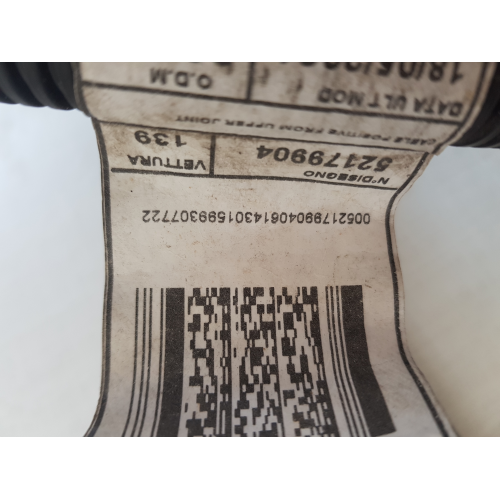 00521799040614301599307722
N°DISEGNO VETTURA
52179904 139
CABLE POSITIVE FROM UPPER JOINT
DATA ULT MOD O.D.M